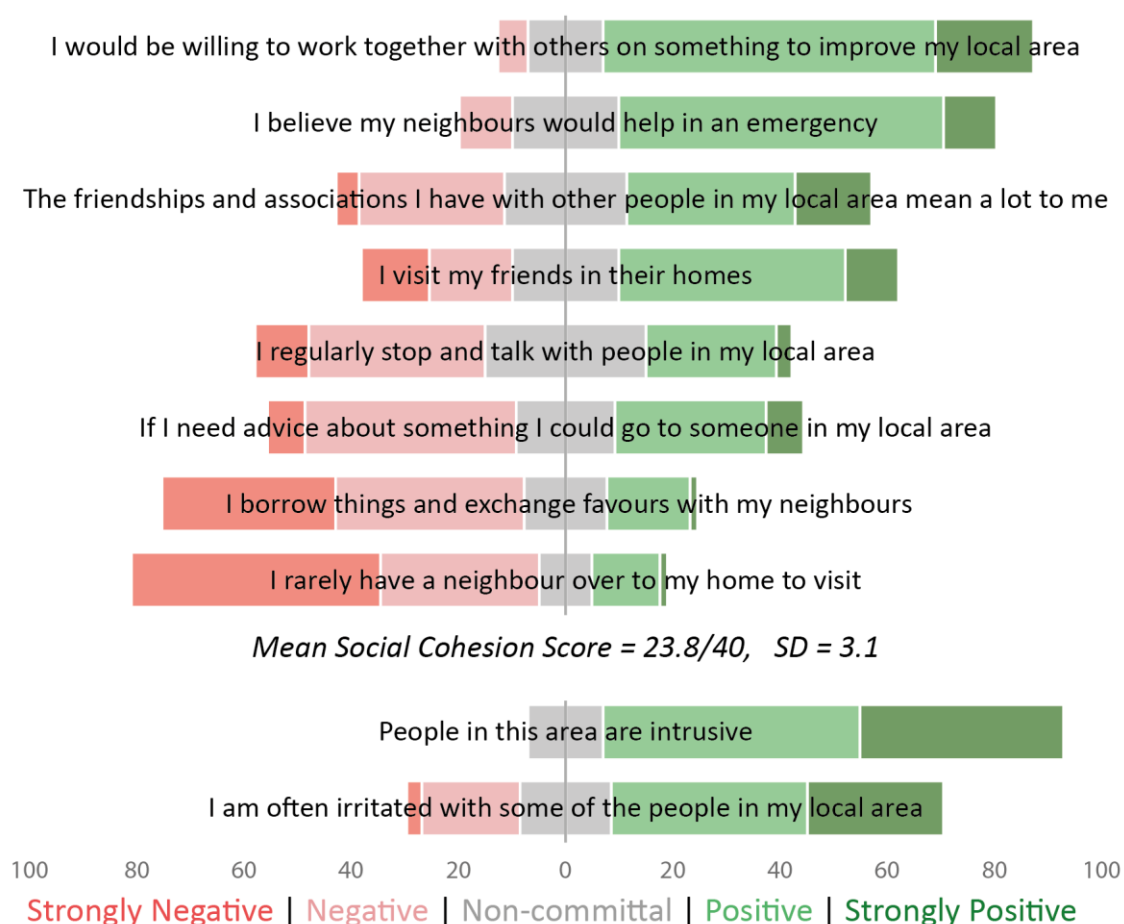 I would be willing to work together with others on something to improve my local area
I believe my neighbours would help in an emergency
The friendships and associations I have with other people in my local area mean a lot to me
I visit my friends in their homes
I regularly stop and talk with people in my local area
If I need advice about something I could go to someone in my local area
I borrow things and exchange favours with my neighbours
I rarely have a neighbour over to my home to visit
Mean Social Cohesion Score = 23.8/40, SD = 3.1
People in this area are intrusive
I am often irritated with some of the people in my local area
100 80 60 40 20 0 20 40 60 80 100
Strongly Negative | Negative | Non-committal | Positive | Strongly Positive